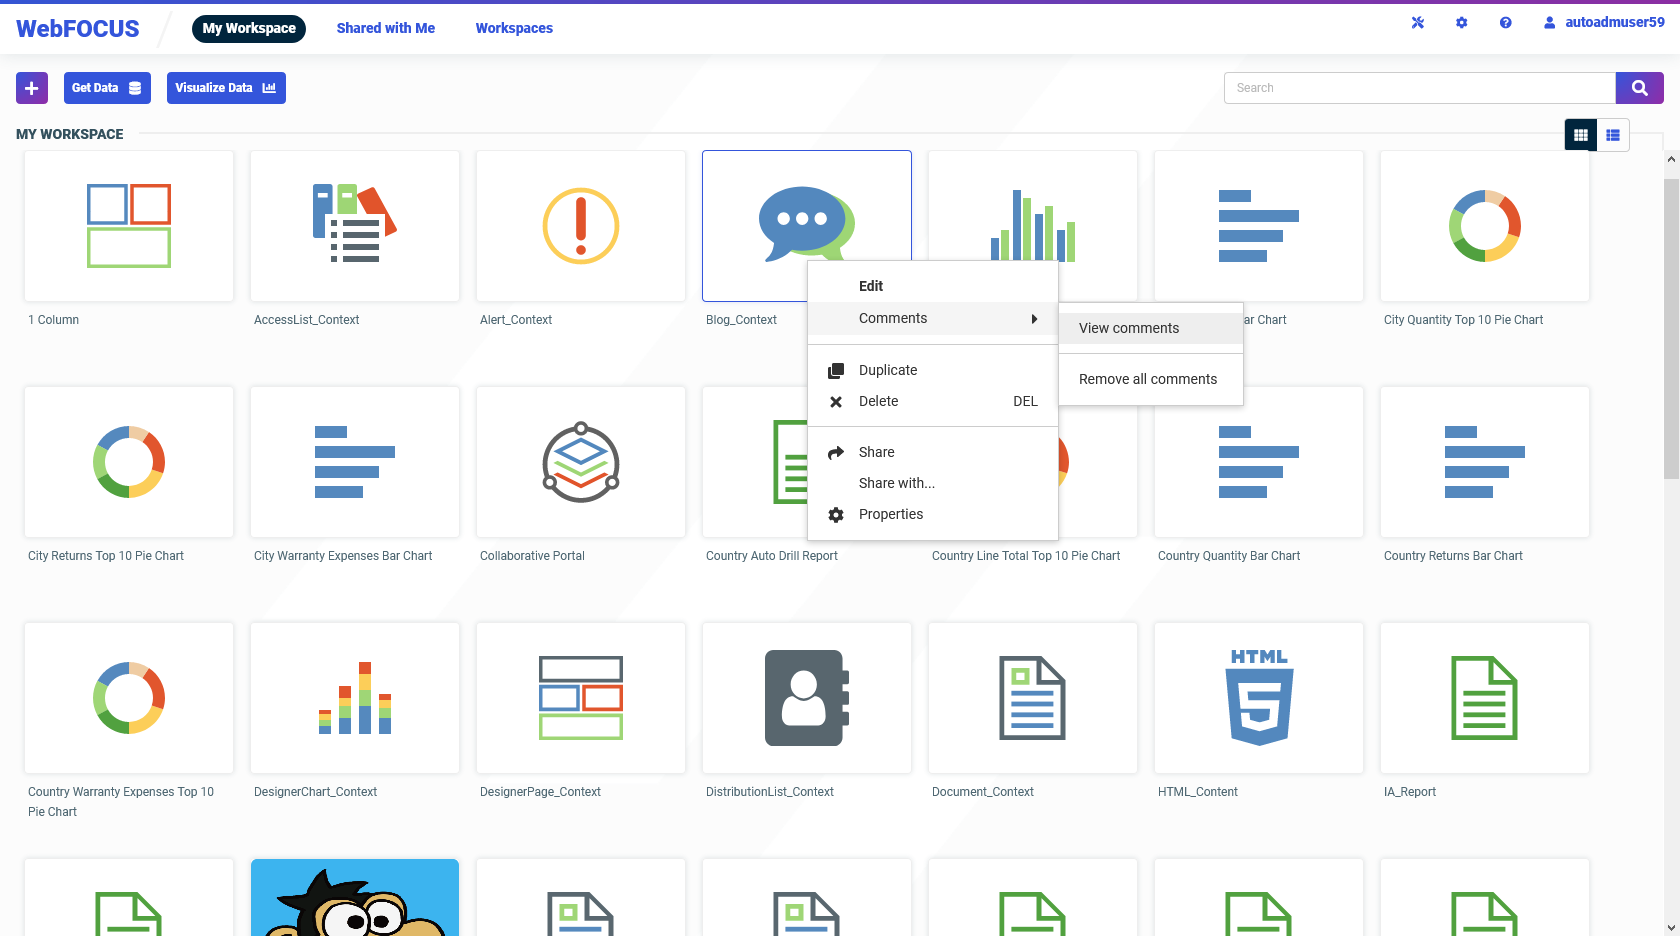 WebFOCUS
My Workspace
Shared with Me
Workspaces
autoadmuser59
Get Data
Visualize Data
Search
MY WORKSPACE
1 Column
AccessList_Context
Alert_Context
Blog_Context
ar Chart
City Quantity Top 10 Pie Chart
Edit
Comments
View comments
Remove all comments
Duplicate
Delete DEL
Share
Share with...
Properties
City Returns Top 10 Pie Chart
City Warranty Expenses Bar Chart
Collaborative Portal
Country Auto Drill Report
Country Line Total Top 10 Pie Chart
Country Quantity Bar Chart
Country Returns Bar Chart
HTML
Country Warranty Expenses Top 10
Pie Chart
DesignerChart_Context
DesignerPage_Context
DistributionList_Context
Document_Context
HTML_Content
IA_Report